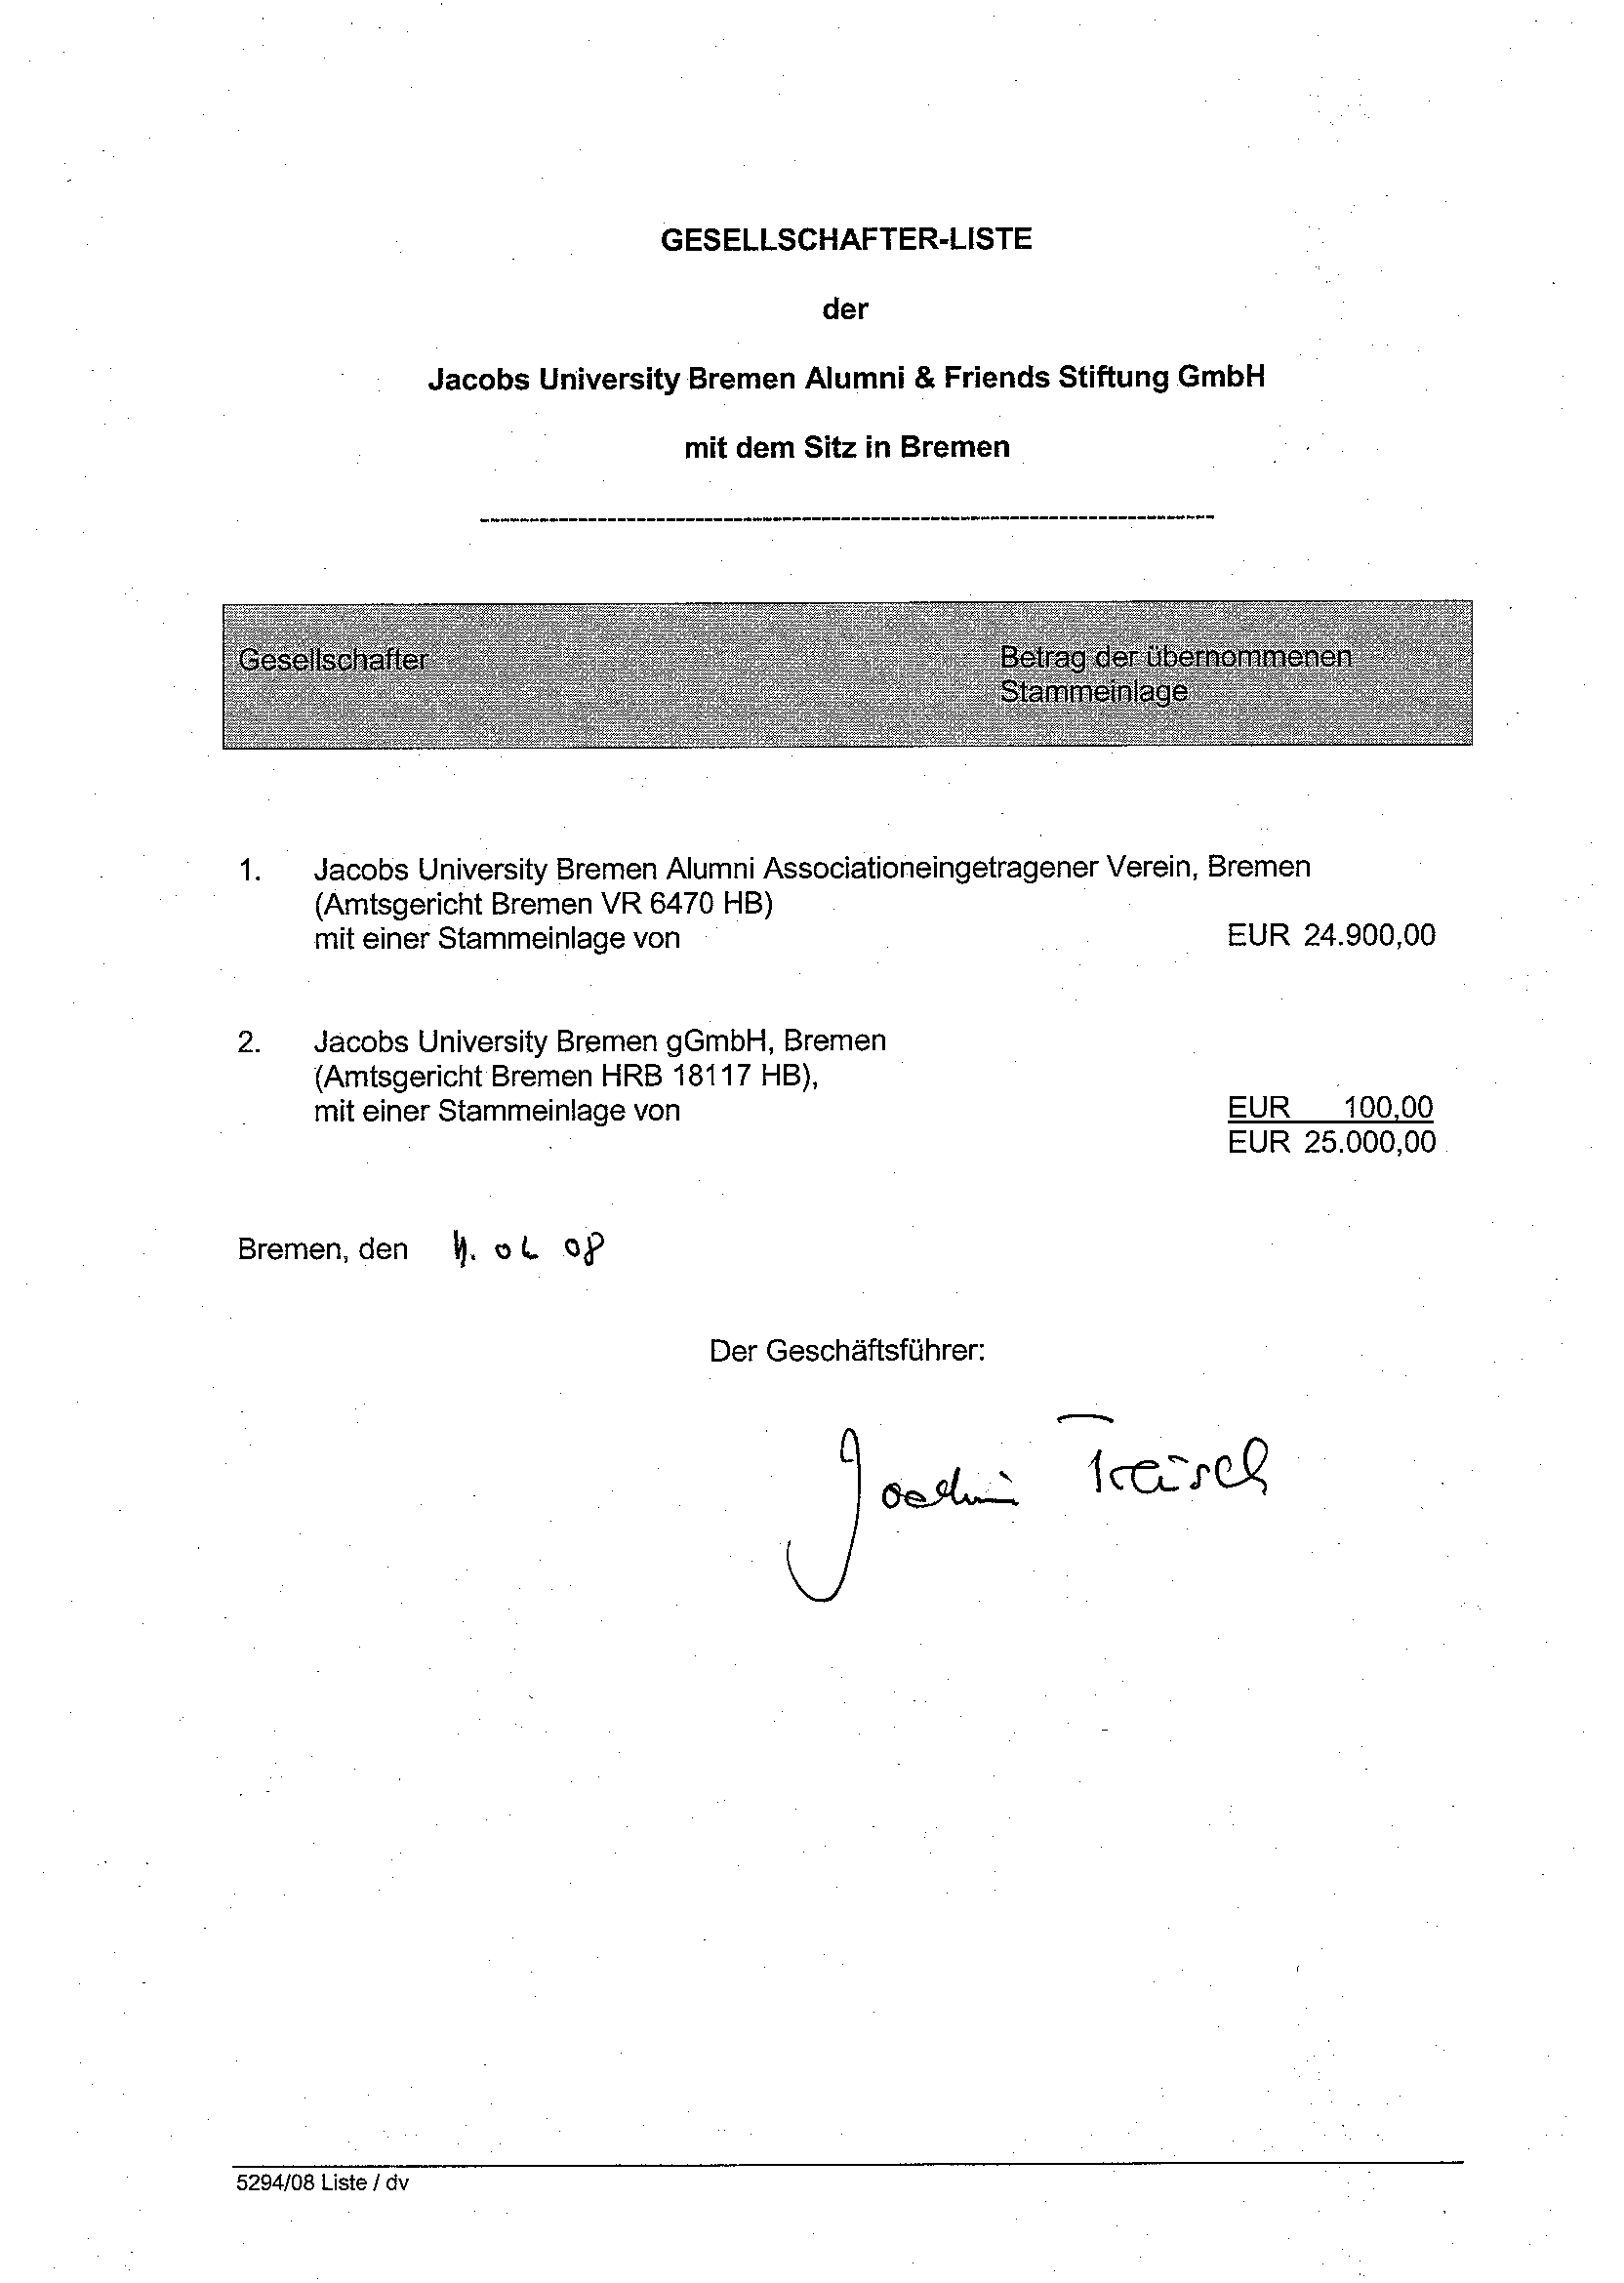 GESELLSCHAFTER-LISTE
der
Jacobs University Bremen Alumni & Friends Stiftung GmbH
mit dem Sitz in Bremen
Gesellschafter
Betrag der übernommenen
Stammeinlage
1. Jacobs University Bremen Alumni Associationeingetragener Verein, Bremen
(Amtsgericht Bremen VR 6470 HB)
mit einer Stammeinlage von EUR 24.900,00
2. Jacobs University Bremen gGmbH, Bremen
(Amtsgericht Bremen HRB 18117 HB),
mit einer Stammeinlage von EUR 100,00
EUR 25.000,00
Bremen, den 08
Der Geschäftsführer:
Joachim
5294/08 Liste / dv